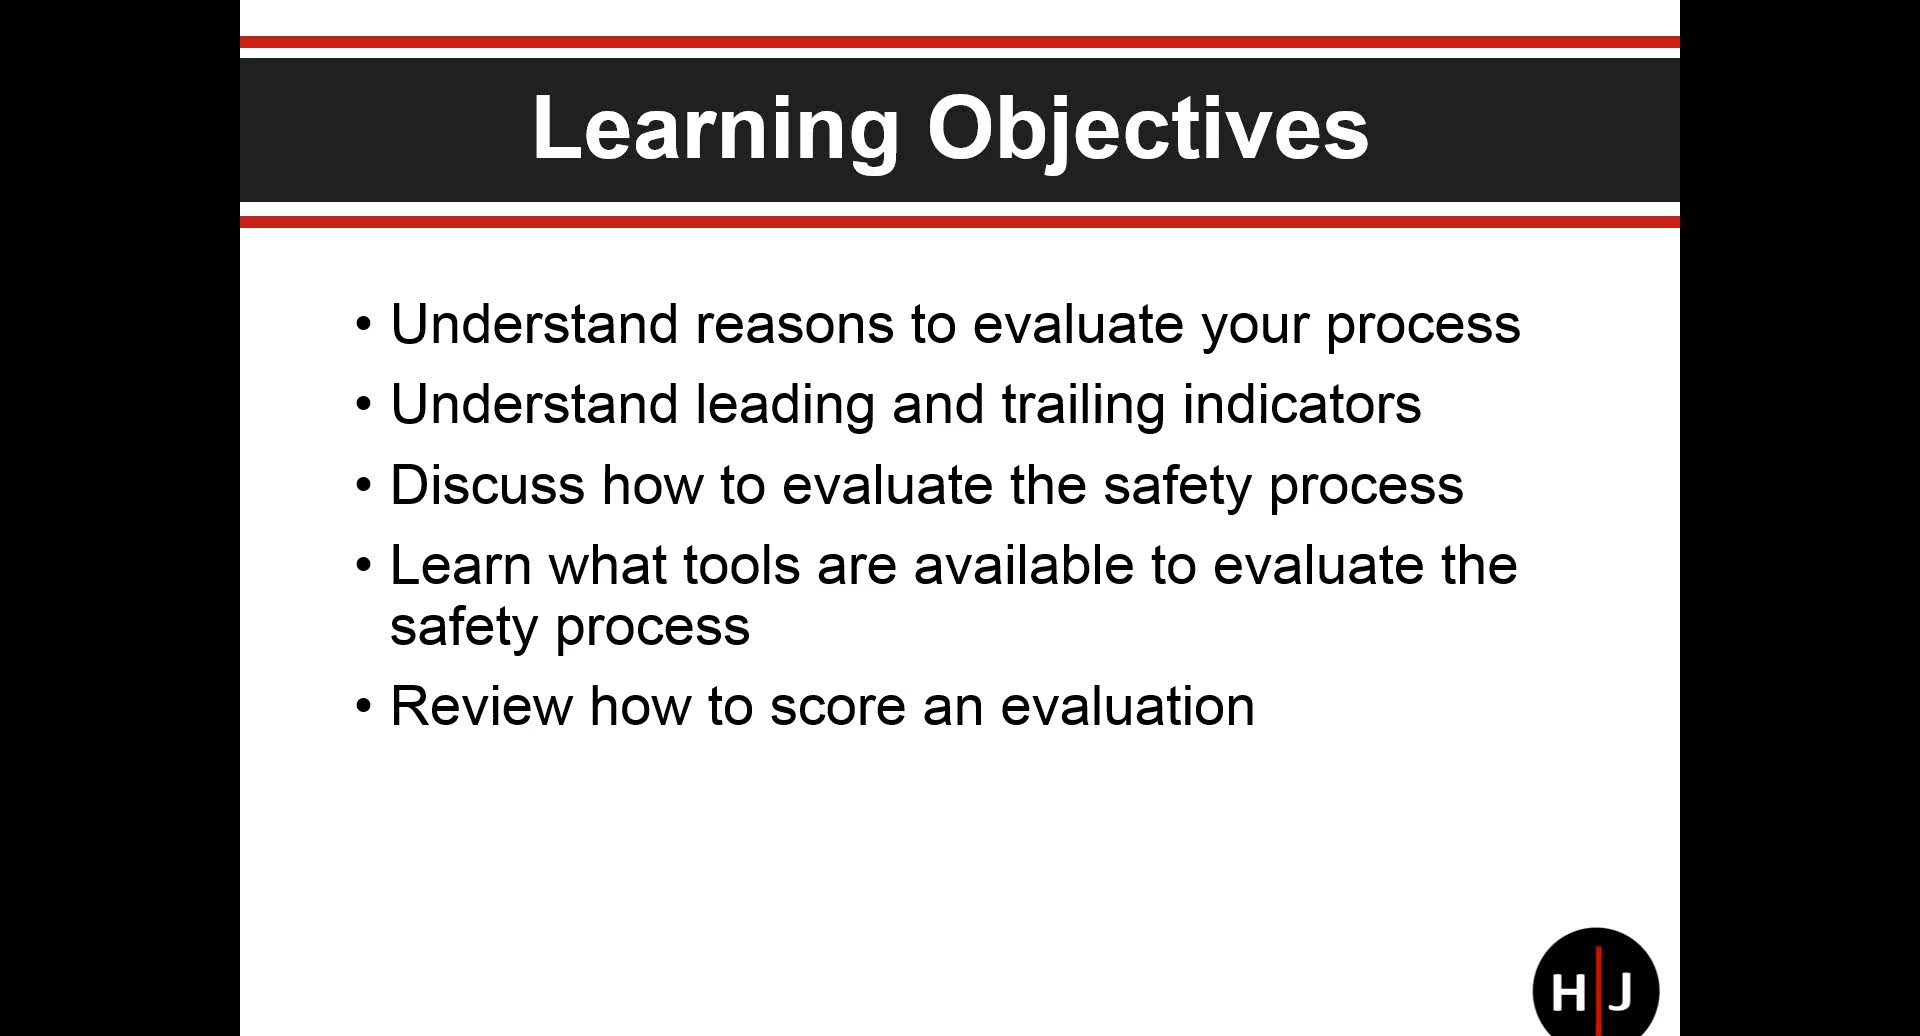 Learning Objectives
• Understand reasons to evaluate your process
• Understand leading and trailing indicators
• Discuss how to evaluate the safety process
• Learn what tools are available to evaluate the
safety process
• Review how to score an evaluation
H|J